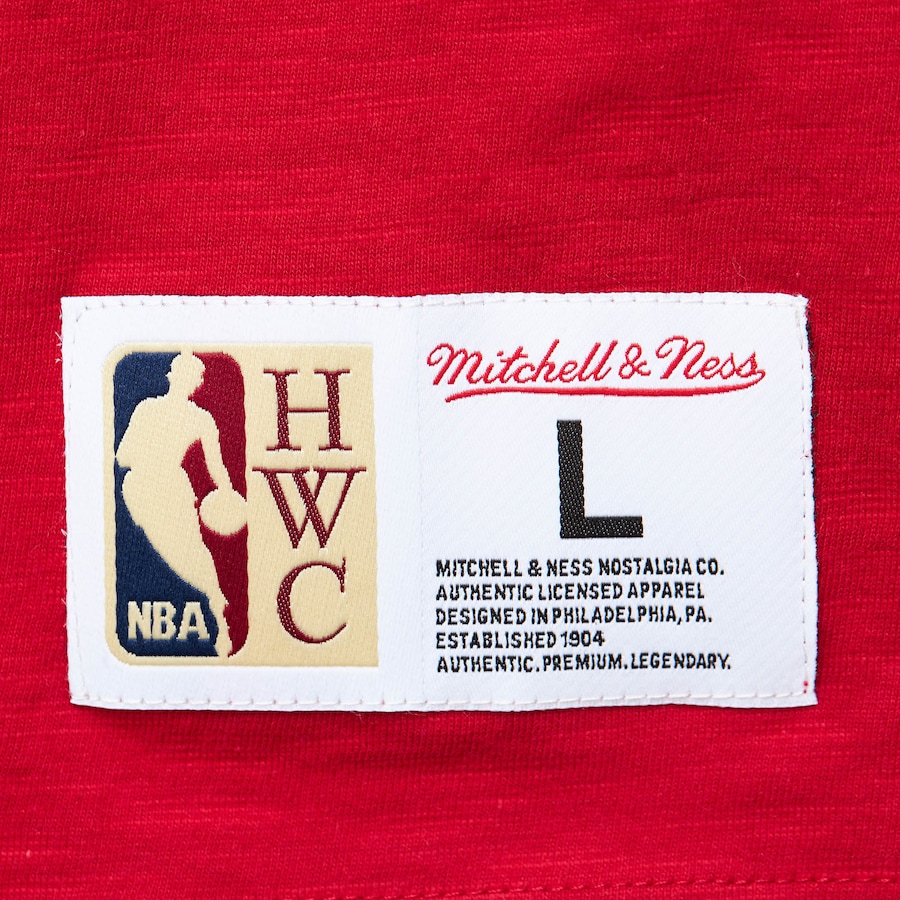 NBA
H
W
C
Mitchell & Ness
L
MITCHELL & NESS NOSTALGIA CO.
AUTHENTIC LICENSED APPAREL
DESIGNED IN PHILADELPHIA, PA.
ESTABLISHED 1904
AUTHENTIC. PREMIUM. LEGENDARY.